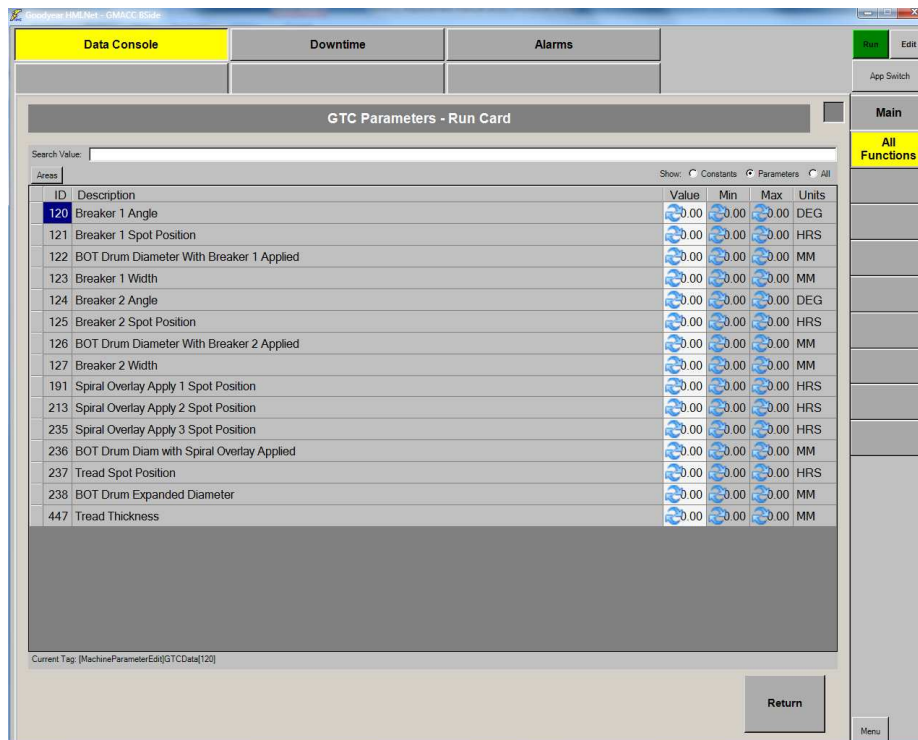 Goodyear HMI.Net - GMACC BSide
Data Console Downtime Alarms
Run Edit
App Switch
Main
All Functions
GTC Parameters - Run Card
Search Value:
Areas Show: Constants Parameters All
ID Description Value Min Max Units
120 Breaker 1 Angle 0.00 0.00 0.00 DEG
121 Breaker 1 Spot Position 0.00 0.00 0.00 HRS
122 BOT Drum Diameter With Breaker 1 Applied 0.00 0.00 0.00 MM
123 Breaker 1 Width 0.00 0.00 0.00 MM
124 Breaker 2 Angle 0.00 0.00 0.00 DEG
125 Breaker 2 Spot Position 0.00 0.00 0.00 HRS
126 BOT Drum Diameter With Breaker 2 Applied 0.00 0.00 0.00 MM
127 Breaker 2 Width 0.00 0.00 0.00 MM
191 Spiral Overlay Apply 1 Spot Position 0.00 0.00 0.00 HRS
213 Spiral Overlay Apply 2 Spot Position 0.00 0.00 0.00 HRS
235 Spiral Overlay Apply 3 Spot Position 0.00 0.00 0.00 HRS
236 BOT Drum Diam with Spiral Overlay Applied 0.00 0.00 0.00 MM
237 Tread Spot Position 0.00 0.00 0.00 HRS
238 BOT Drum Expanded Diameter 0.00 0.00 0.00 MM
447 Tread Thickness 0.00 0.00 0.00 MM
Current Tag: [MachineParameterEdit]GTCData[120]
Return
Menu